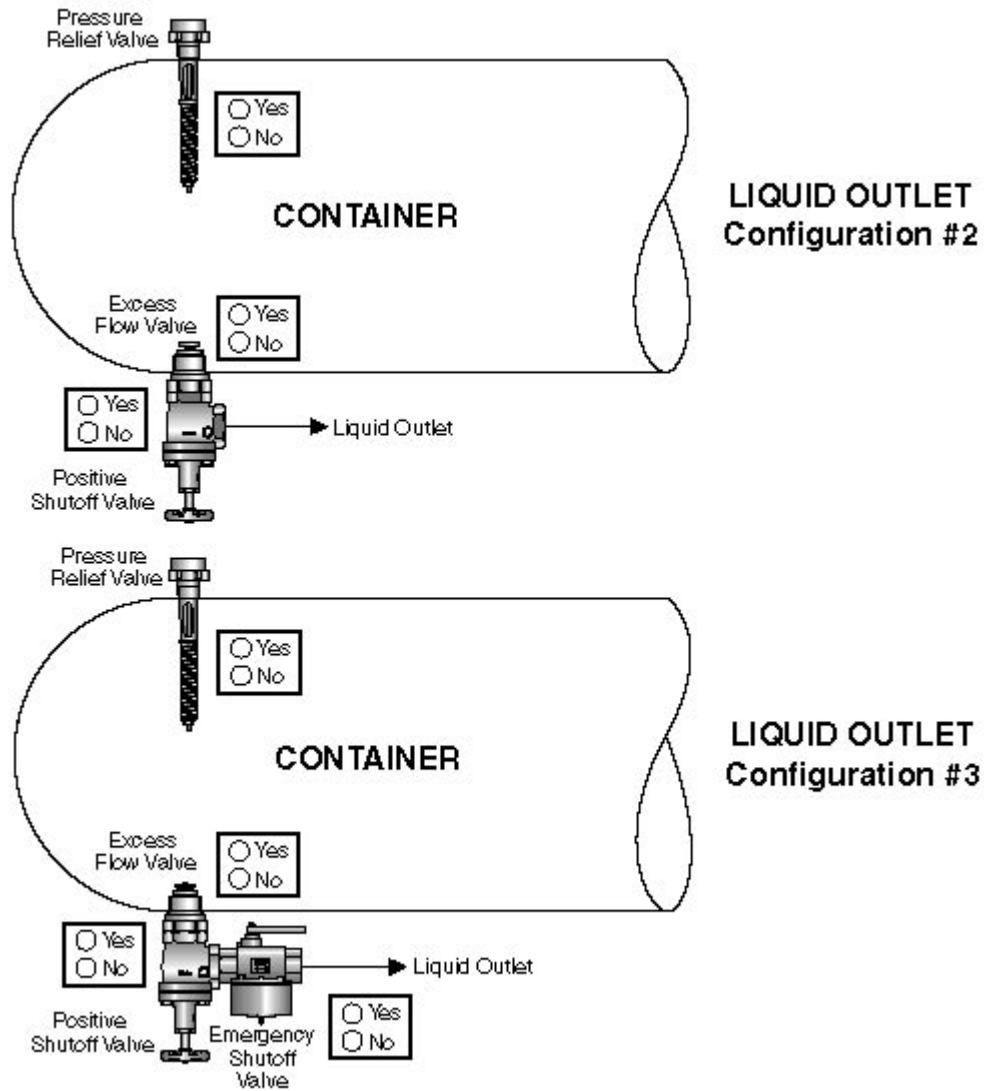 Pressure
Relief Valve
Yes
No
CONTAINER
LIQUID OUTLET
Configuration #2
Excess
Flow Valve
Yes
No
Yes
No
Liquid Outlet
Positive
Shutoff Valve
Pressure
Relief Valve
Yes
No
CONTAINER
LIQUID OUTLET
Configuration #3
Excess
Flow Valve
Yes
No
Yes
No
Liquid Outlet
Positive
Shutoff Valve
Emergency
Shutoff
Valve
Yes
No